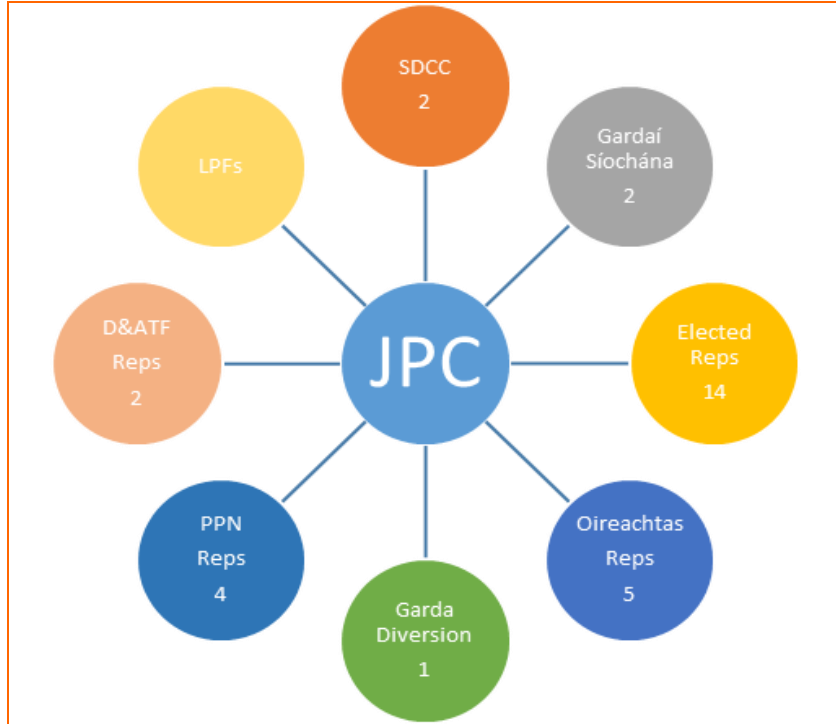 SDCC
2
Gardaí
Síochána
2
Elected
Reps
14
Oireachtas
Reps
5
Garda
Diversion
1
PPN
Reps
4
D&ATF
Reps
2
LPFs
JPC